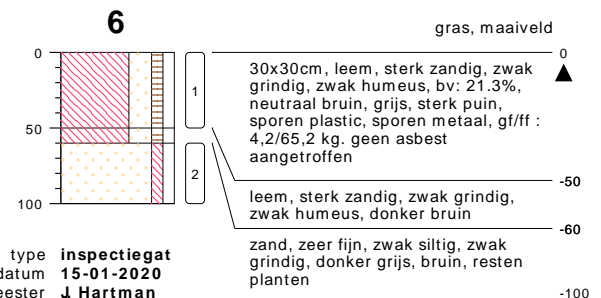 6
gras, maaiveld
0
0
30x30cm, leem, sterk zandig, zwak
grindig, zwak humeus, bv: 21.3%,
neutraal bruin, grijs, sterk puin,
sporen plastic, sporen metaal, gf/ff :
4,2/65,2 kg. geen asbest
aangetroffen
1
50
-50
leem, sterk zandig, zwak grindig,
zwak humeus, donker bruin
2
-60
zand, zeer fijn, zwak siltig, zwak
grindig, donker grijs, bruin, resten
planten
100
-100
type inspectiegat
datum 15-01-2020
eester J Hartman